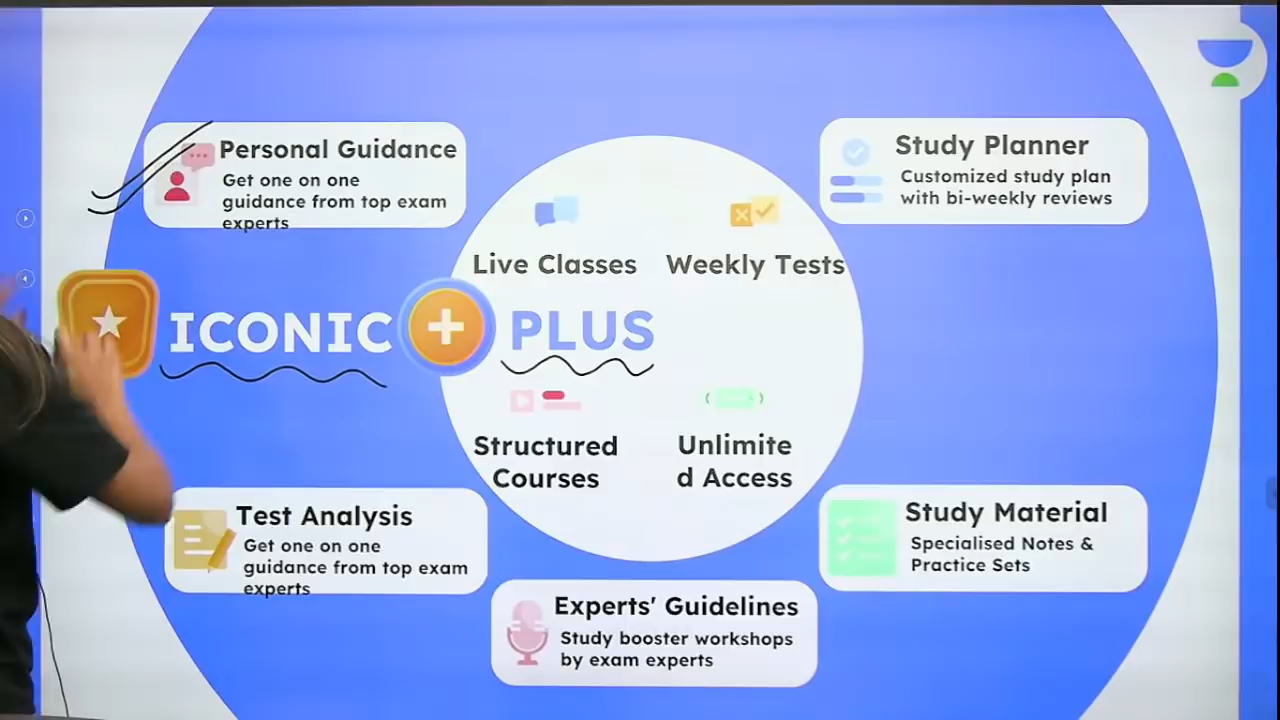 Personal Guidance
Get one on one
guidance from top exam
experts
Study Planner
Customized study plan
with bi-weekly reviews
Live Classes
Weekly Tests
ICONIC + PLUS
Structured
Courses
Unlimite
d Access
Test Analysis
Get one on one
guidance from top exam
experts
Study Material
Specialised Notes &
Practice Sets
Experts' Guidelines
Study booster workshops
by exam experts